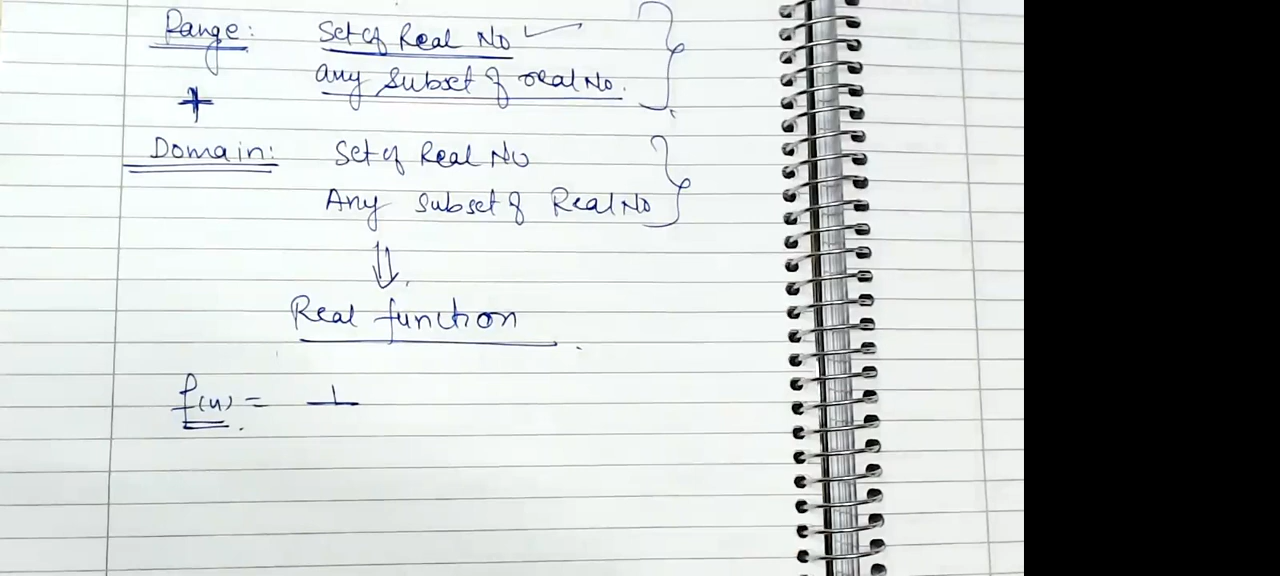 Range: Set of Real No ✓
any subset of real No.
+
Domain: Set of Real No
Any subset of Real No
⇓
Real function
f(x) = 1